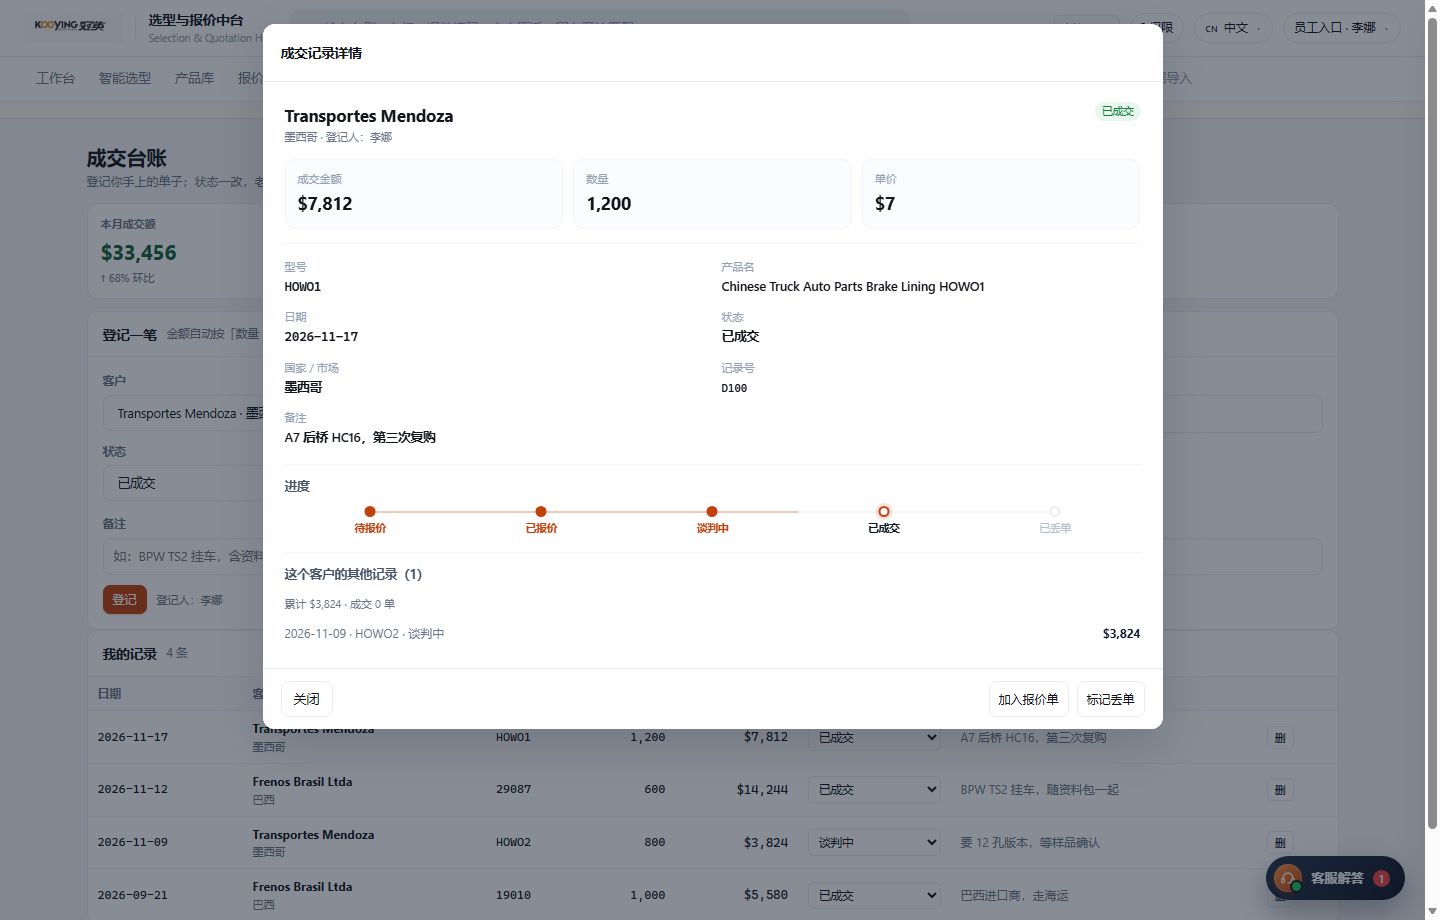 KOOYING 冠英
选型与报价中台
Selection & Quotation H
权限
CN 中文
员工入口 · 李娜
工作台
智能选型
产品库
报价
导入
成交台账
登记你手上的单子；状态一改，老
本月成交额
$33,456
↑ 68% 环比
登记一笔
金额自动按「数量
客户
Transportes Mendoza · 墨西
状态
已成交
备注
如：BPW TS2 挂车，含资料
登记
登记人：李娜
成交记录详情
Transportes Mendoza
已成交
墨西哥 · 登记人：李娜
成交金额
$7,812
数量
1,200
单价
$7
型号
HOWO1
产品名
Chinese Truck Auto Parts Brake Lining HOWO1
日期
2026-11-17
状态
已成交
国家 / 市场
墨西哥
记录号
D100
备注
A7 后桥 HC16，第三次复购
进度
待报价
已报价
谈判中
已成交
已丢单
这个客户的其他记录（1）
累计 $3,824 · 成交 0 单
2026-11-09 · HOWO2 · 谈判中
$3,824
关闭
加入报价单
标记丢单
我的记录
4 条
日期
客
2026-11-17
Transportes Mendoza
墨西哥
HOWO1
1,200
$7,812
已成交
A7 后桥 HC16，第三次复购
删
2026-11-12
Frenos Brasil Ltda
巴西
29087
600
$14,244
已成交
BPW TS2 挂车，随资料包一起
删
2026-11-09
Transportes Mendoza
墨西哥
HOWO2
800
$3,824
谈判中
要 12 孔版本，等样品确认
删
2026-09-21
Frenos Brasil Ltda
巴西
19010
1,000
$5,580
已成交
巴西进口商，走海运
客服解答
1